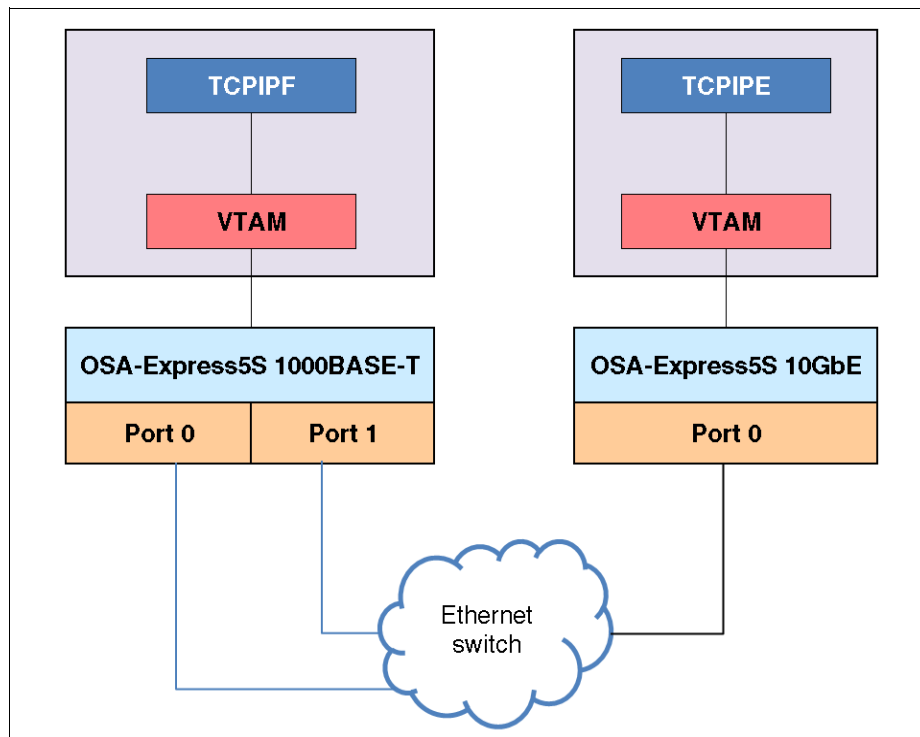 TCPIPF
VTAM
OSA-Express5S 1000BASE-T
Port 0
Port 1
TCPIPE
VTAM
OSA-Express5S 10GbE
Port 0
Ethernet
switch